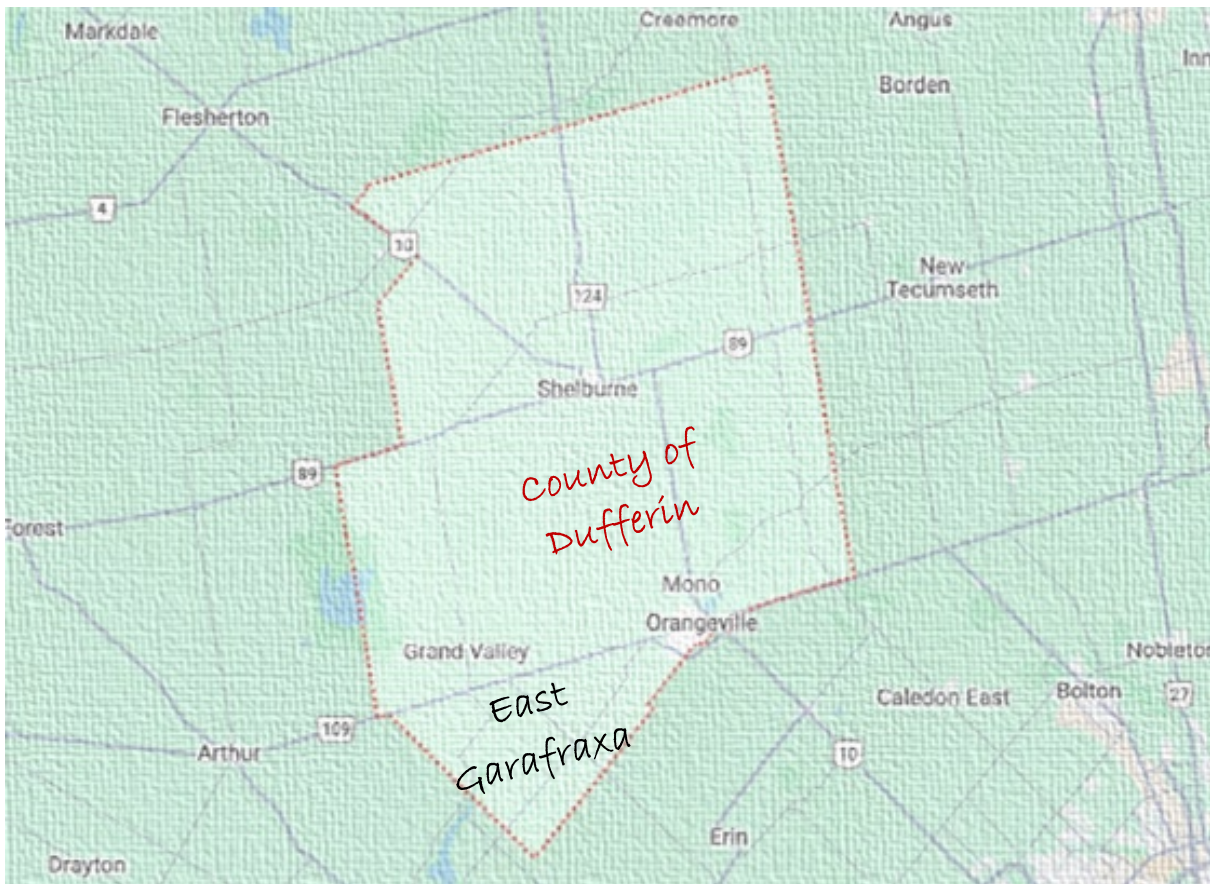 Creemore
Angus
Markdale
Borden
Flesherton
4
10
New
Tecumseth
124
89
Shelburne
89
County of
Dufferin
Forest
Mono
Orangeville
Grand Valley
Nobleton
East
Caledon East
Bolton
27
109
Arthur
Garafraxa
10
Erin
Drayton